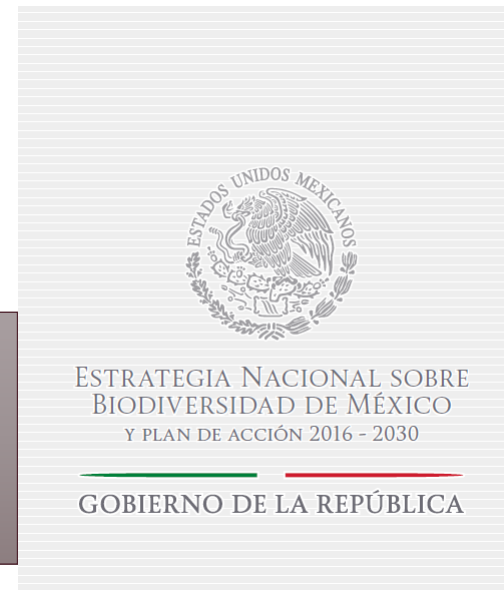 ESTADOS UNIDOS MEXICANOS
ESTRATEGIA NACIONAL SOBRE
BIODIVERSIDAD DE MÉXICO
Y PLAN DE ACCIÓN 2016 - 2030
GOBIERNO DE LA REPÚBLICA